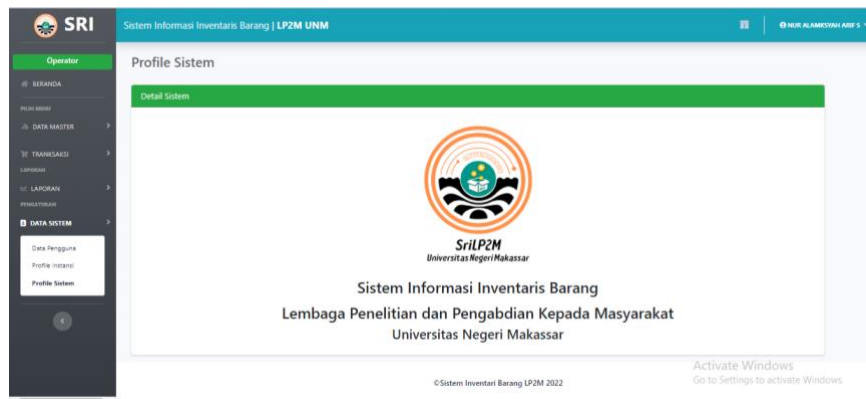 SRI
Sistem Informasi Inventaris Barang | LP2M UNM
NUR ALAMKSYAH ARIF S
Operator
BERANDA
PILIH MENU
DATA MASTER
TRANSAKSI
LAPORAN
LAPORAN
PENGATURAN
DATA SISTEM
Data Pengguna
Profile Instansi
Profile Sistem
Profile Sistem
Detail Sistem
SriLP2M
Universitas Negeri Makassar
Sistem Informasi Inventaris Barang
Lembaga Penelitian dan Pengabdian Kepada Masyarakat
Universitas Negeri Makassar
©Sistem Inventari Barang LP2M 2022
Activate Windows
Go to Settings to activate Windows.